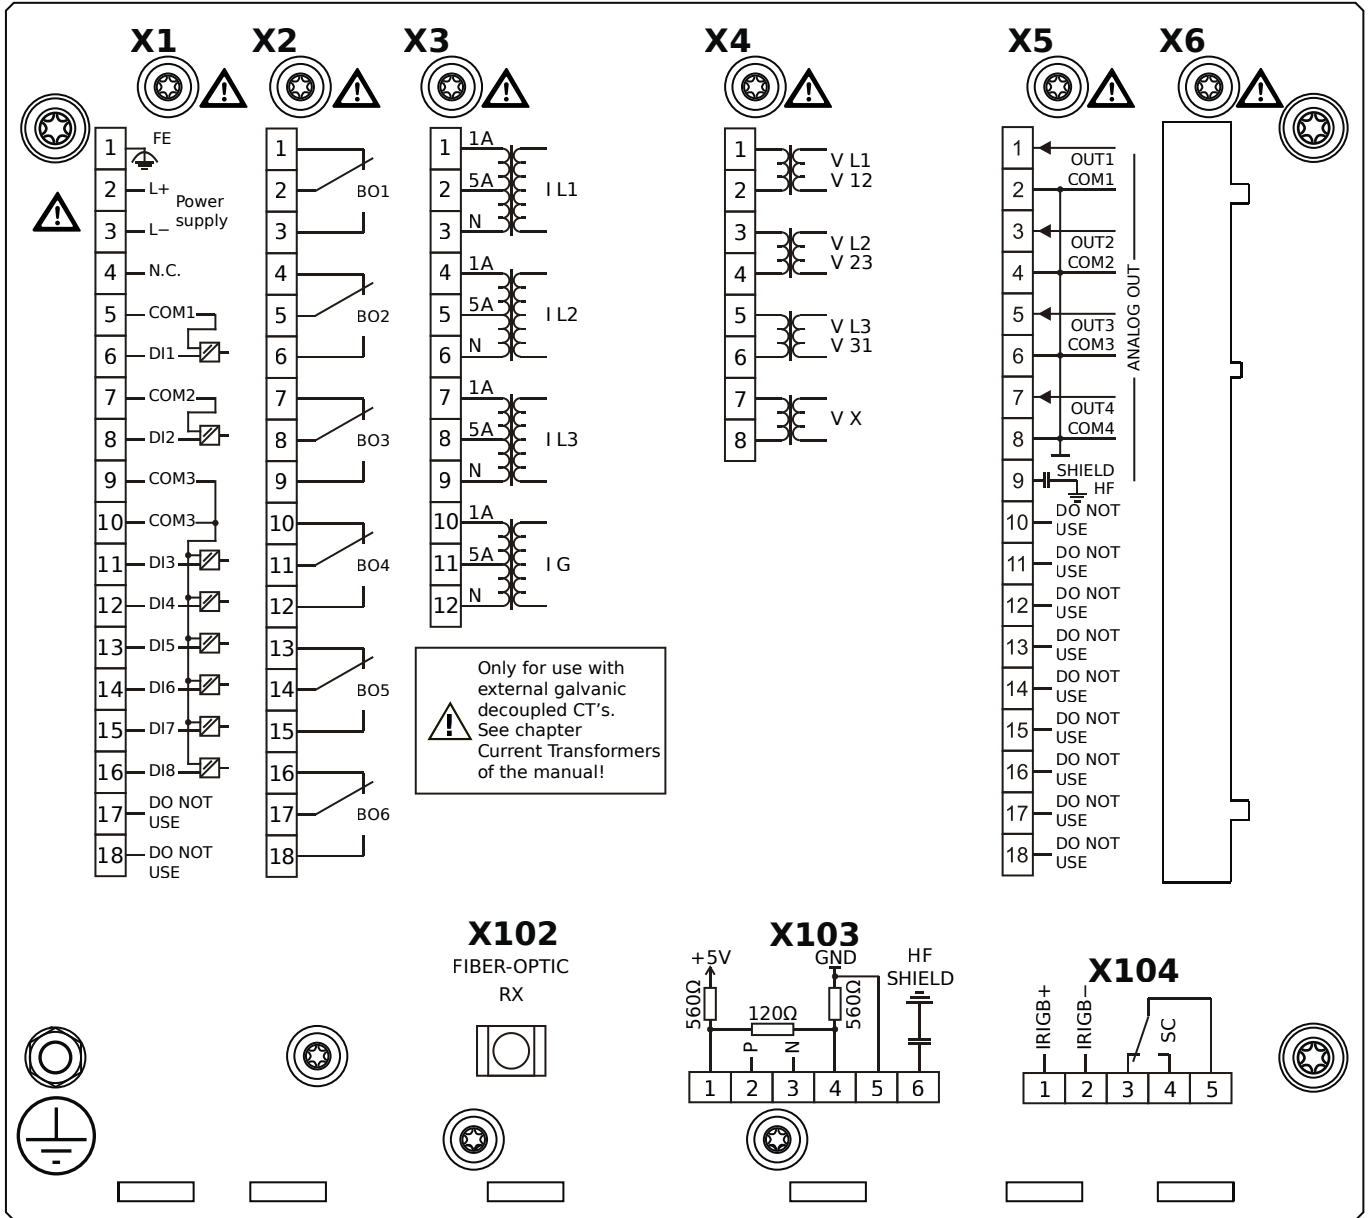 X1
X2
X3
X4
X5
X6
1
FE
2
L+
Power
supply
3
L−
4
N.C.
5
COM1
6
DI1
7
COM2
8
DI2
9
COM3
10
COM3
11
DI3
12
DI4
13
DI5
14
DI6
15
DI7
16
DI8
17
DO NOT
USE
18
DO NOT
USE
1
2
BO1
3
4
5
BO2
6
7
8
BO3
9
10
11
BO4
12
13
14
BO5
15
16
17
BO6
18
1
1A
2
5A
I L1
3
N
4
1A
5
5A
I L2
6
N
7
1A
8
5A
I L3
9
N
10
1A
11
5A
I G
12
N
Only for use with
external galvanic
decoupled CT's.
See chapter
Current Transformers
of the manual!
1
V L1
2
V 12
3
V L2
4
V 23
5
V L3
6
V 31
7
V X
8
1
OUT1
2
COM1
3
OUT2
4
COM2
5
OUT3
6
COM3
7
OUT4
8
COM4
ANALOG OUT
9
SHIELD
HF
10
DO NOT
USE
11
DO NOT
USE
12
DO NOT
USE
13
DO NOT
USE
14
DO NOT
USE
15
DO NOT
USE
16
DO NOT
USE
17
DO NOT
USE
18
DO NOT
USE
X102
FIBER-OPTIC
RX
X103
+5V
GND
HF
SHIELD
560Ω
120Ω
560Ω
P
N
1 2 3 4 5 6
X104
IRIGB+
IRIGB−
SC
1 2 3 4 5